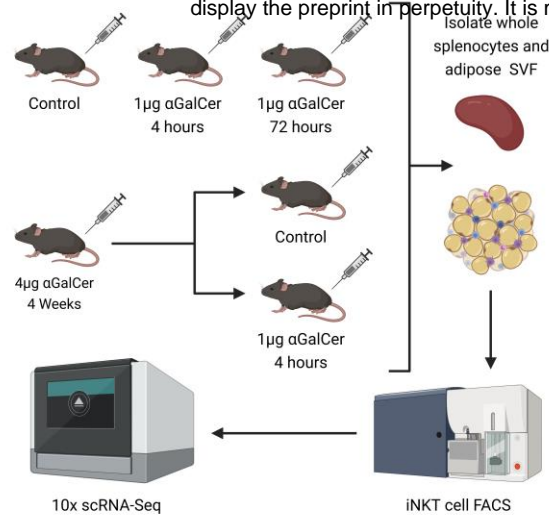 display the preprint in perpetuity. It is
Isolate whole
splenocytes and
adipose SVF
Control
1µg αGalCer
4 hours
1µg αGalCer
72 hours
Control
4µg αGalCer
4 Weeks
1µg αGalCer
4 hours
10x scRNA-Seq
iNKT cell FACS